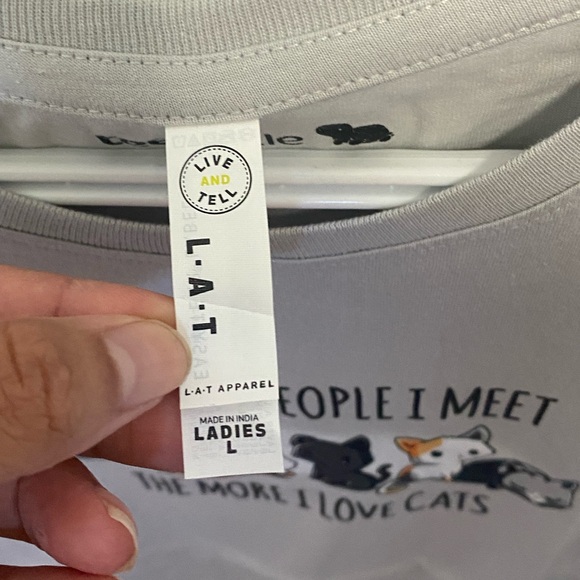 LIVE
AND
TELL
L·A·T
L·A·T APPAREL
MADE IN INDIA
LADIES
L
EOPLE I MEET
THE MORE I LOVE CATS